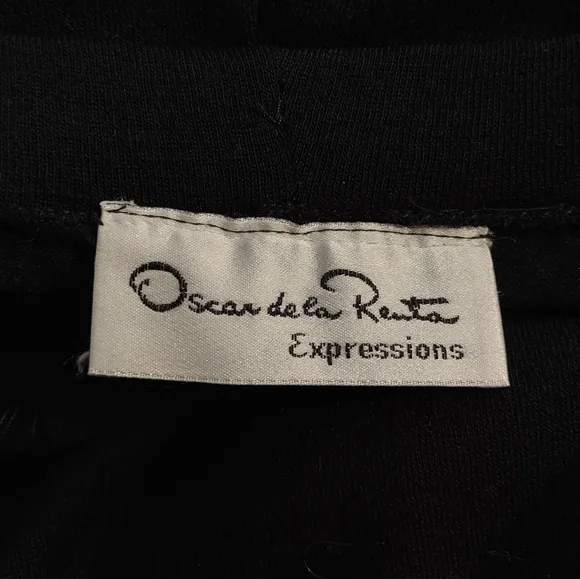 Oscar de la Renta
Expressions